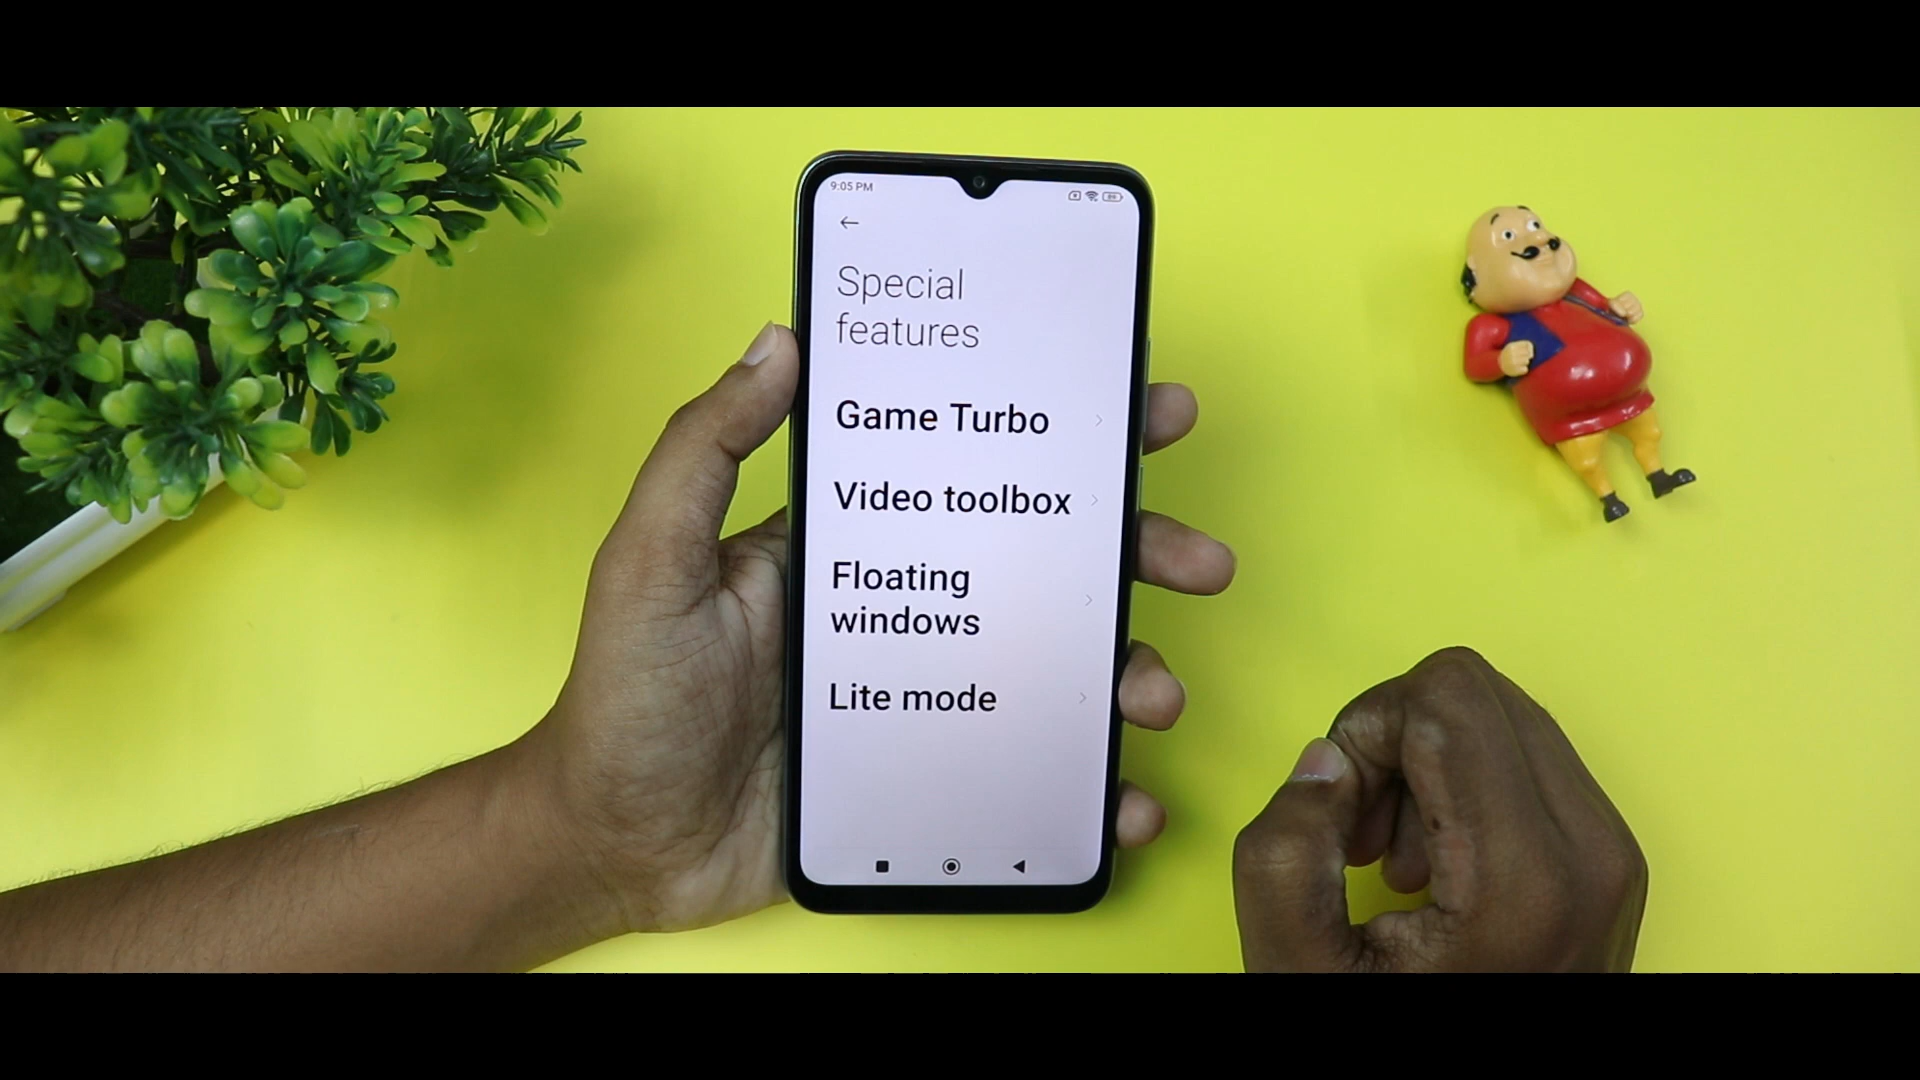 9:05 PM
Special
features
Game Turbo
Video toolbox
Floating
windows
Lite mode